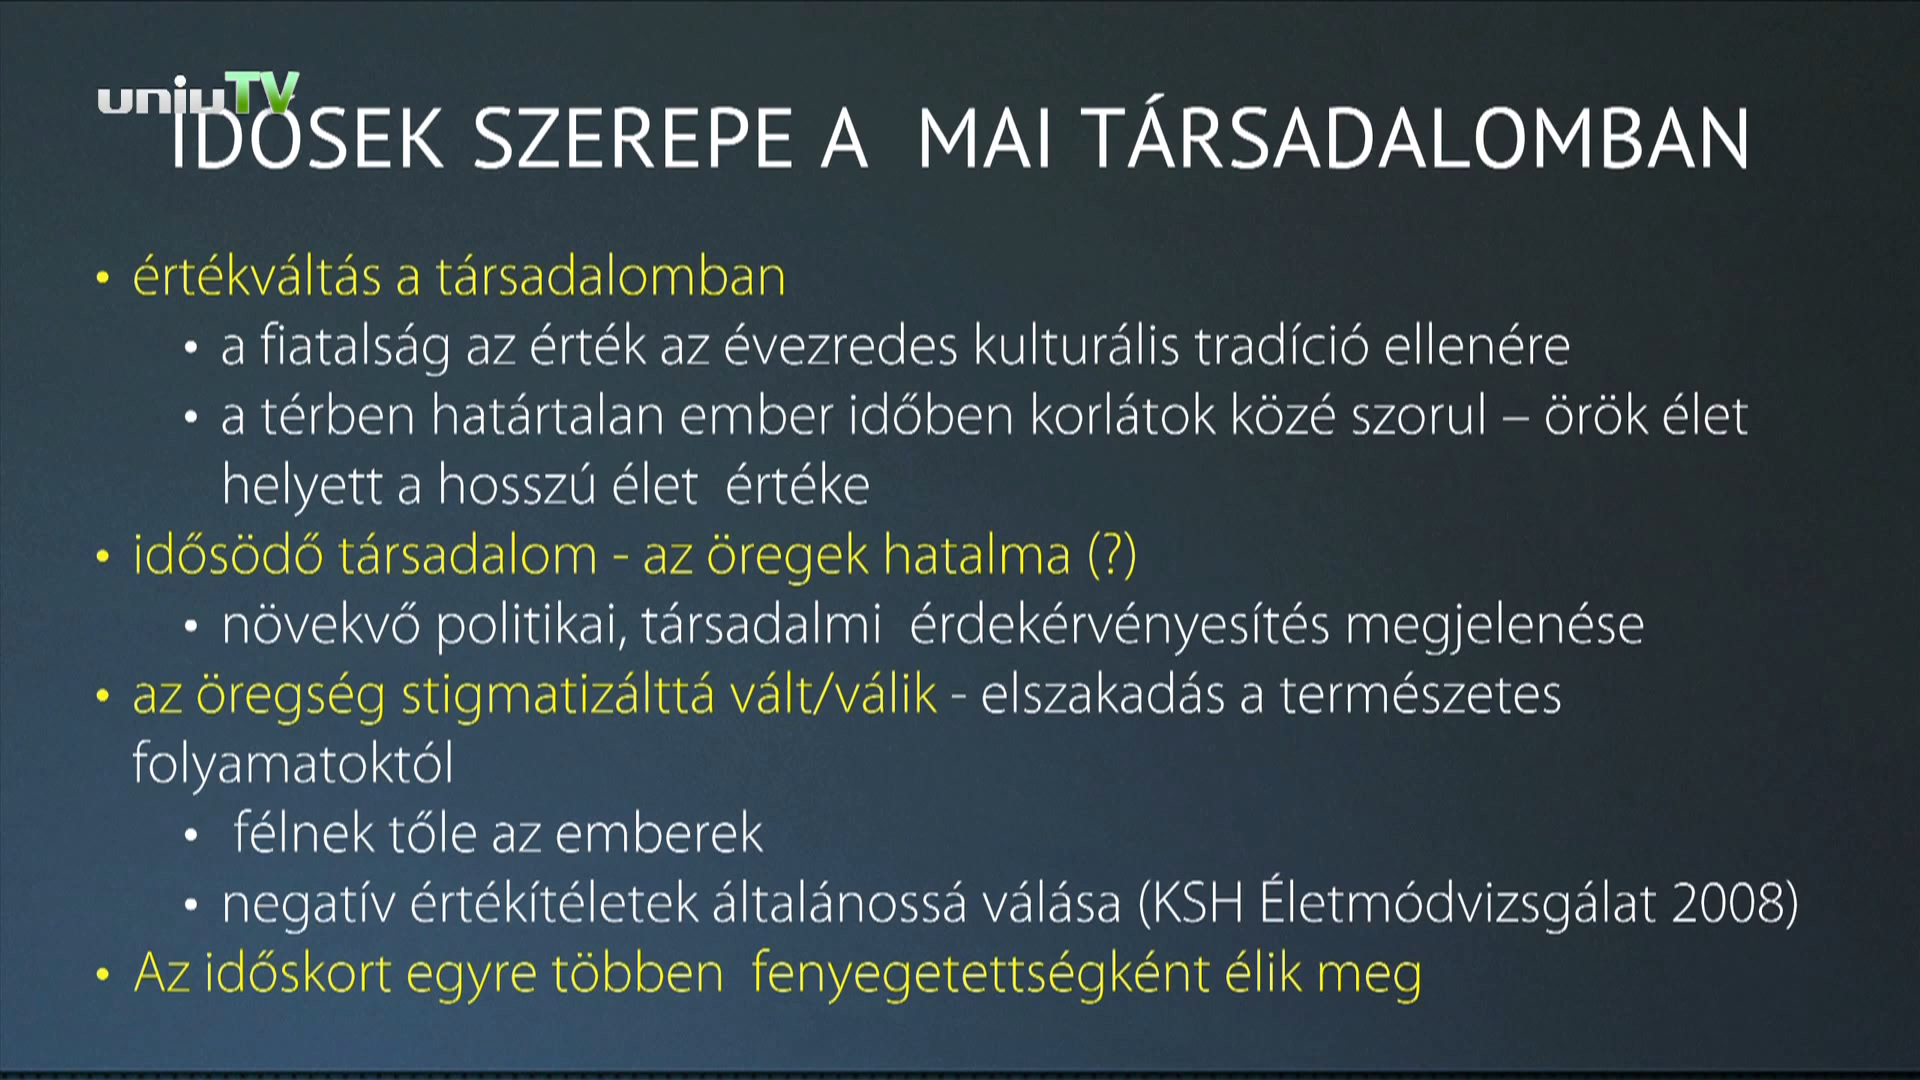 uniuTV
IDŐSEK SZEREPE A MAI TÁRSADALOMBAN
• értékváltás a társadalomban
• a fiatalság az érték az évezredes kulturális tradíció ellenére
• a térben határtalan ember időben korlátok közé szorul – örök élet
helyett a hosszú élet értéke
• idősödő társadalom - az öregek hatalma (?)
• növekvő politikai, társadalmi érdekérvényesítés megjelenése
• az öregség stigmatizálttá vált/válik - elszakadás a természetes
folyamatoktól
• félnek tőle az emberek
• negatív értékítéletek általánossá válása (KSH Életmódvizsgálat 2008)
• Az időskort egyre többen fenyegetettségként élik meg